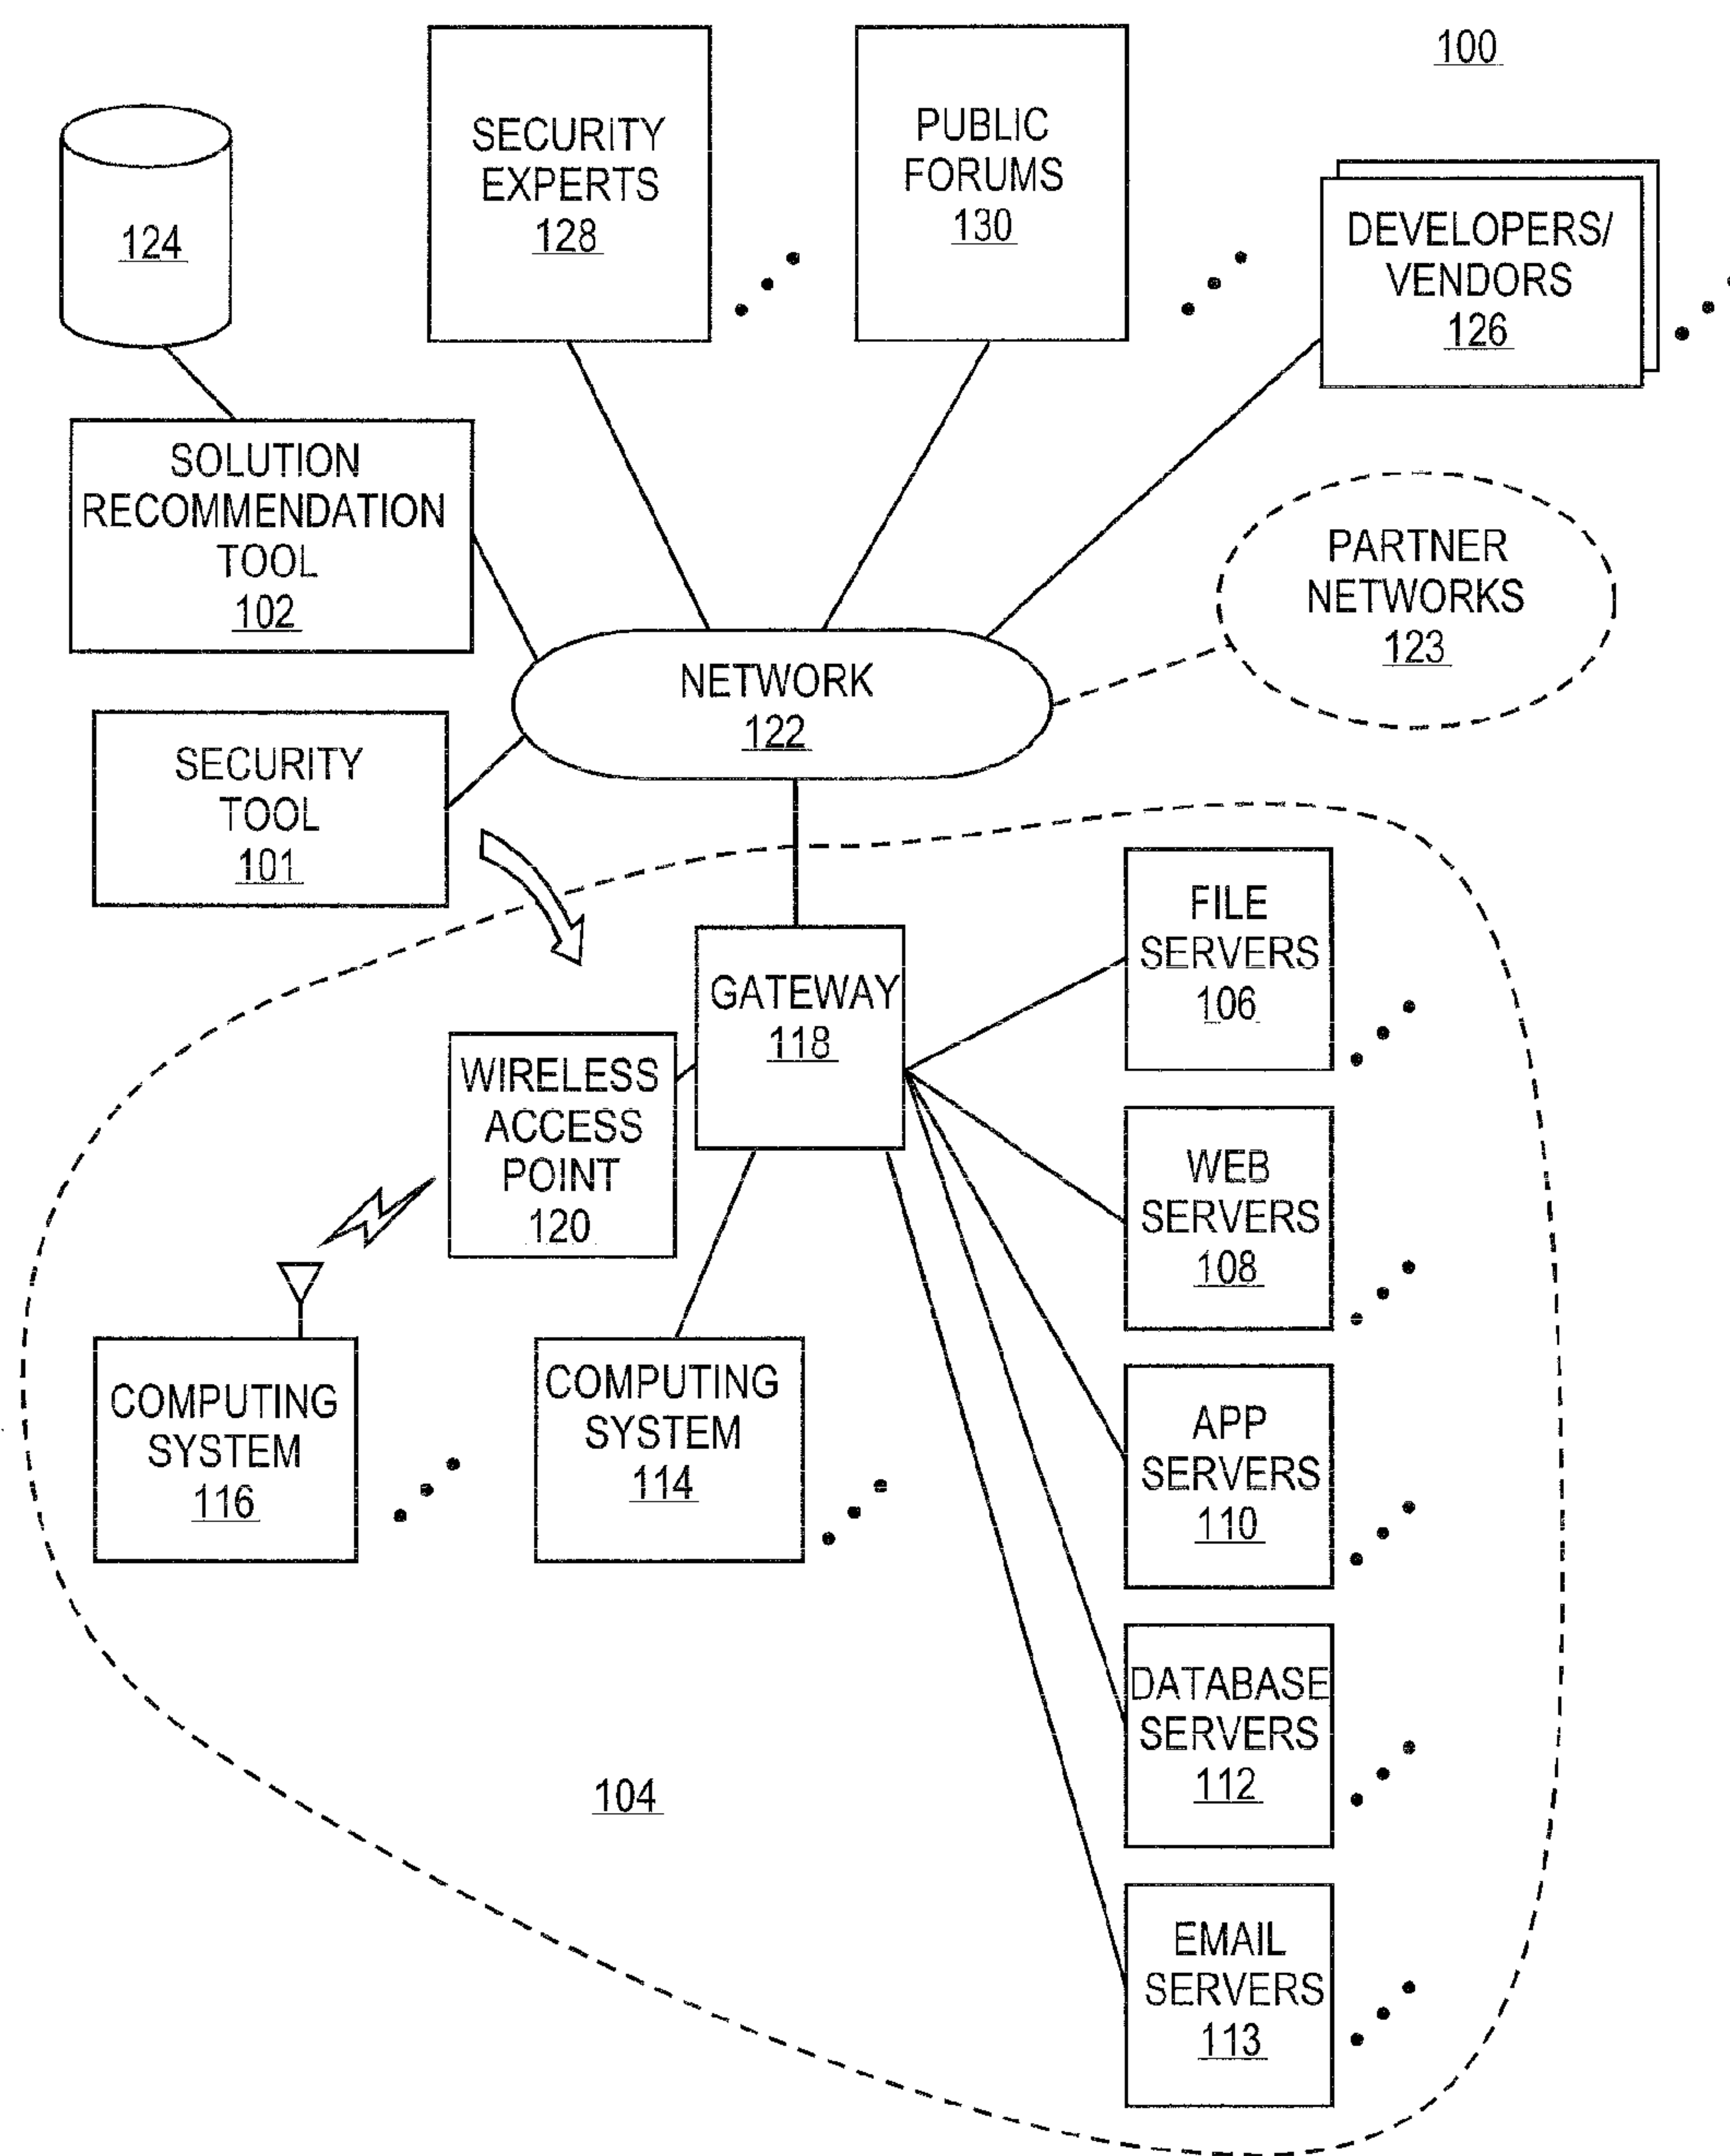 100
124
SECURITY
EXPERTS
128
PUBLIC
FORUMS
130
DEVELOPERS/
VENDORS
126
SOLUTION
RECOMMENDATION
TOOL
102
PARTNER
NETWORKS
123
NETWORK
122
SECURITY
TOOL
101
GATEWAY
118
FILE
SERVERS
106
WIRELESS
ACCESS
POINT
120
WEB
SERVERS
108
COMPUTING
SYSTEM
116
COMPUTING
SYSTEM
114
APP
SERVERS
110
DATABASE
SERVERS
112
104
EMAIL
SERVERS
113